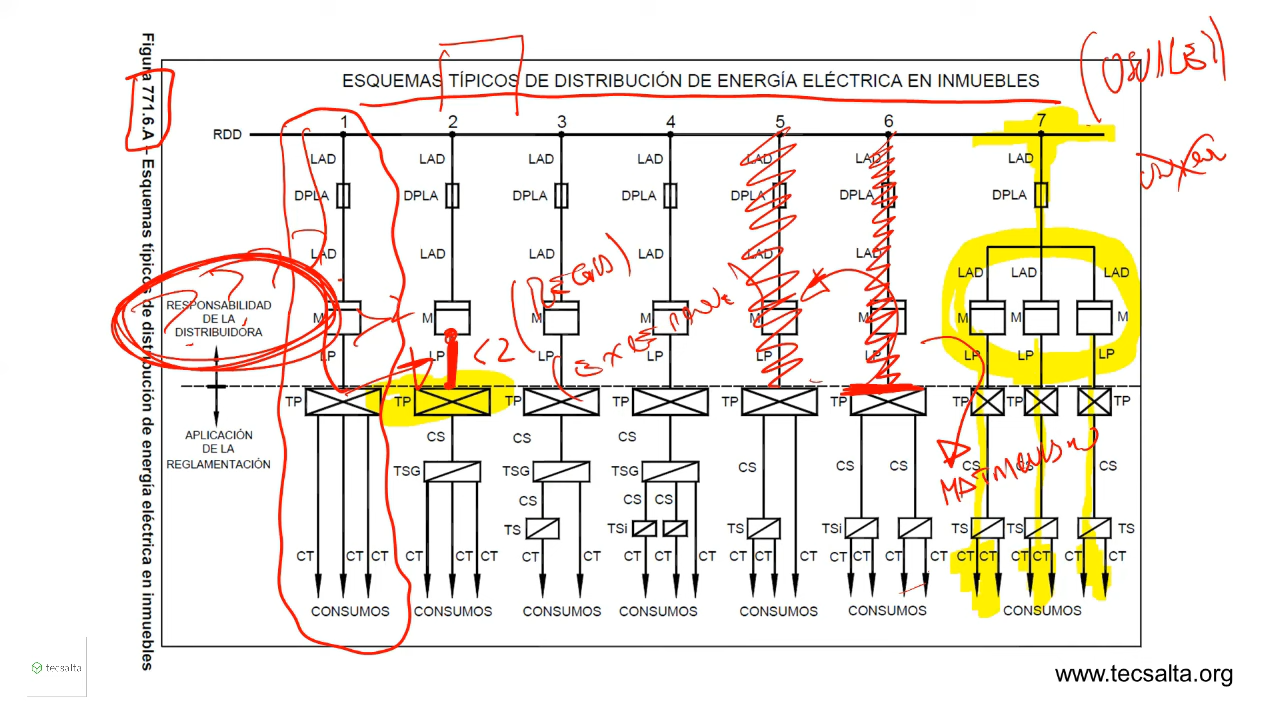 ESQUEMAS TÍPICOS DE DISTRIBUCIÓN DE ENERGÍA ELÉCTRICA EN INMUEBLES
1 2 3 4 5 6 7
RDD
LAD LAD LAD LAD LAD LAD LAD
DPLA DPLA DPLA DPLA DPLA DPLA DPLA
LAD LAD LAD LAD LAD LAD
LAD LAD LAD
RESPONSABILIDAD
DE LA
DISTRIBUIDORA
M M M M M M M M
LP LP LP LP LP LP LP LP LP
<2
TP TP TP TP TP TP TP TP TP
APLICACIÓN
DE LA
REGLAMENTACIÓN
CS CS CS CS CS CS CS CS CS
TSG TSG TSG
CS CS CS
TS TSi TS TSi TS TS TS
CT CT CT CT CT CT CT CT CT CT CT CT CT CT CT CT CT
CONSUMOS CONSUMOS CONSUMOS CONSUMOS CONSUMOS CONSUMOS CONSUMOS
Figura 771.6.A – Esquemas típicos de distribución de energía eléctrica en inmuebles
tecsalta
www.tecsalta.org